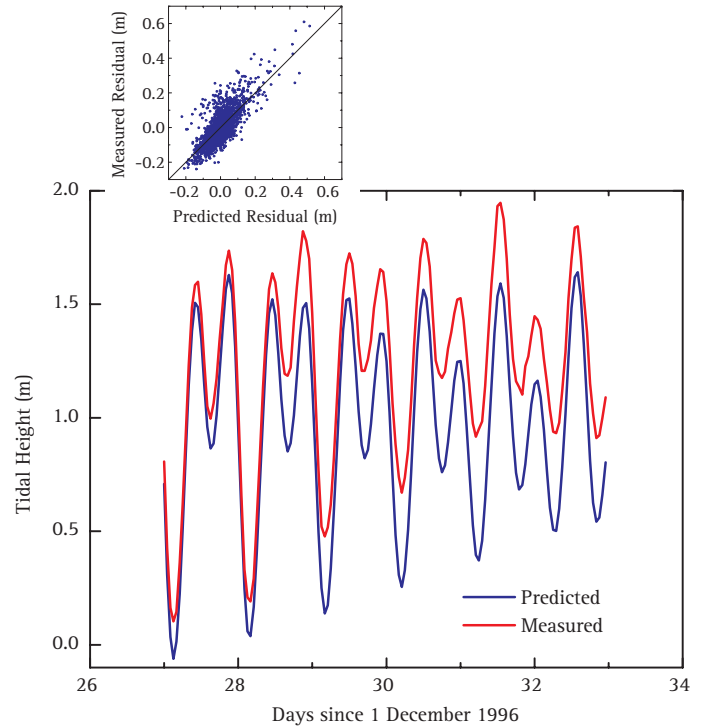 0.6
0.4
0.2
0.0
-0.2
Measured Residual (m)
-0.2 0.0 0.2 0.4 0.6
Predicted Residual (m)
2.0
1.5
1.0
0.5
0.0
Tidal Height (m)
Predicted
Measured
26 28 30 32 34
Days since 1 December 1996